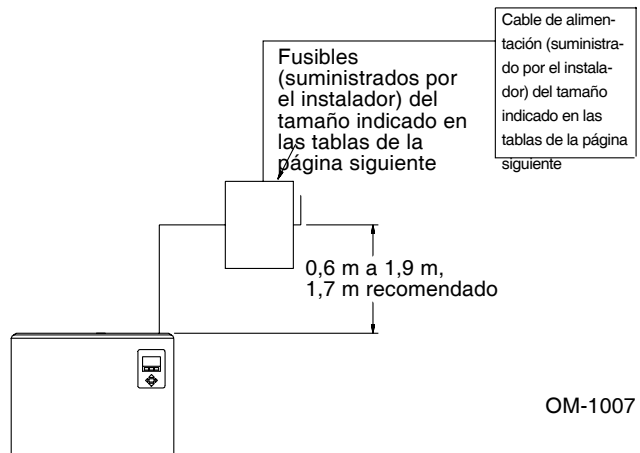 Fusibles
(suministrados por
el instalador) del
tamaño indicado en
las tablas de la
página siguiente
Cable de alimen-
tación (suministra-
do por el instala-
dor) del tamaño
indicado en las
tablas de la página
siguiente
0,6 m a 1,9 m,
1,7 m recomendado
OM-1007